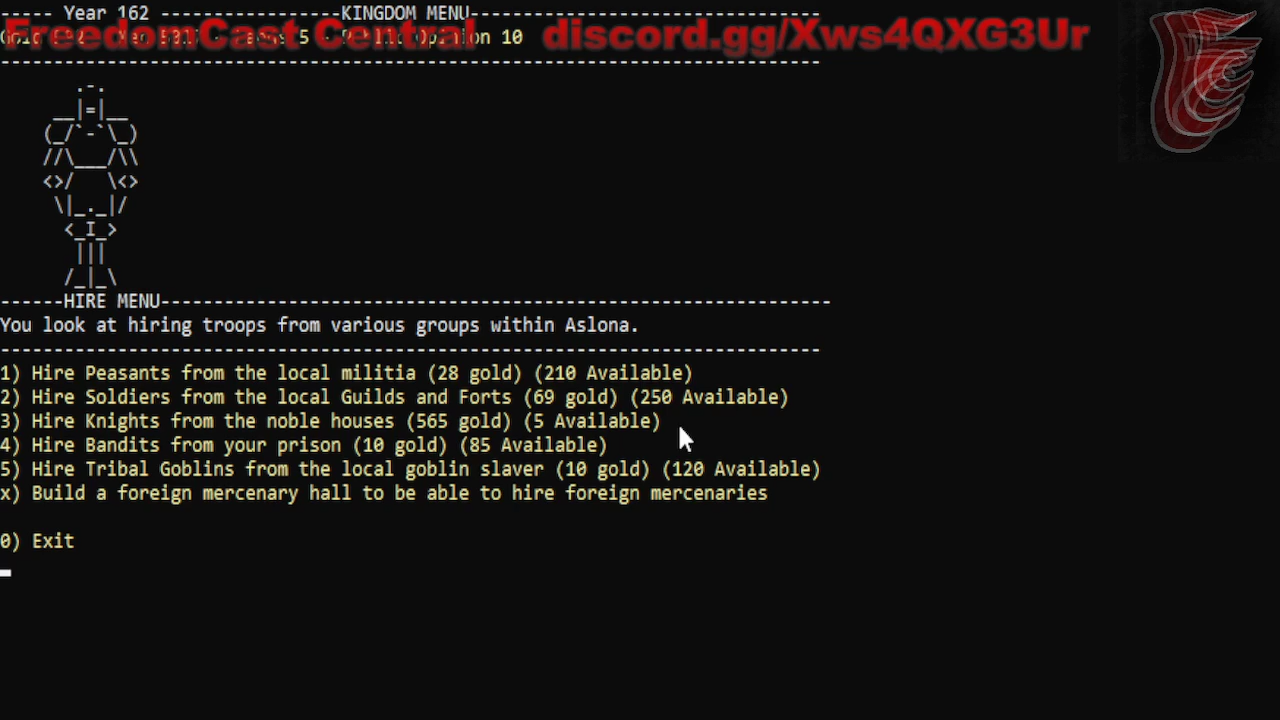 ----- Year 162 -----------------KINGDOM MENU---------------------------------
FreedomCast Central discord.gg/Xws4QXG3Ur
Opinion 10
------HIRE MENU---------------------------------------------------------------
You look at hiring troops from various groups within Aslona.
1) Hire Peasants from the local militia (28 gold) (210 Available)
2) Hire Soldiers from the local Guilds and Forts (69 gold) (250 Available)
3) Hire Knights from the noble houses (565 gold) (5 Available)
4) Hire Bandits from your prison (10 gold) (85 Available)
5) Hire Tribal Goblins from the local goblin slaver (10 gold) (120 Available)
x) Build a foreign mercenary hall to be able to hire foreign mercenaries
0) Exit